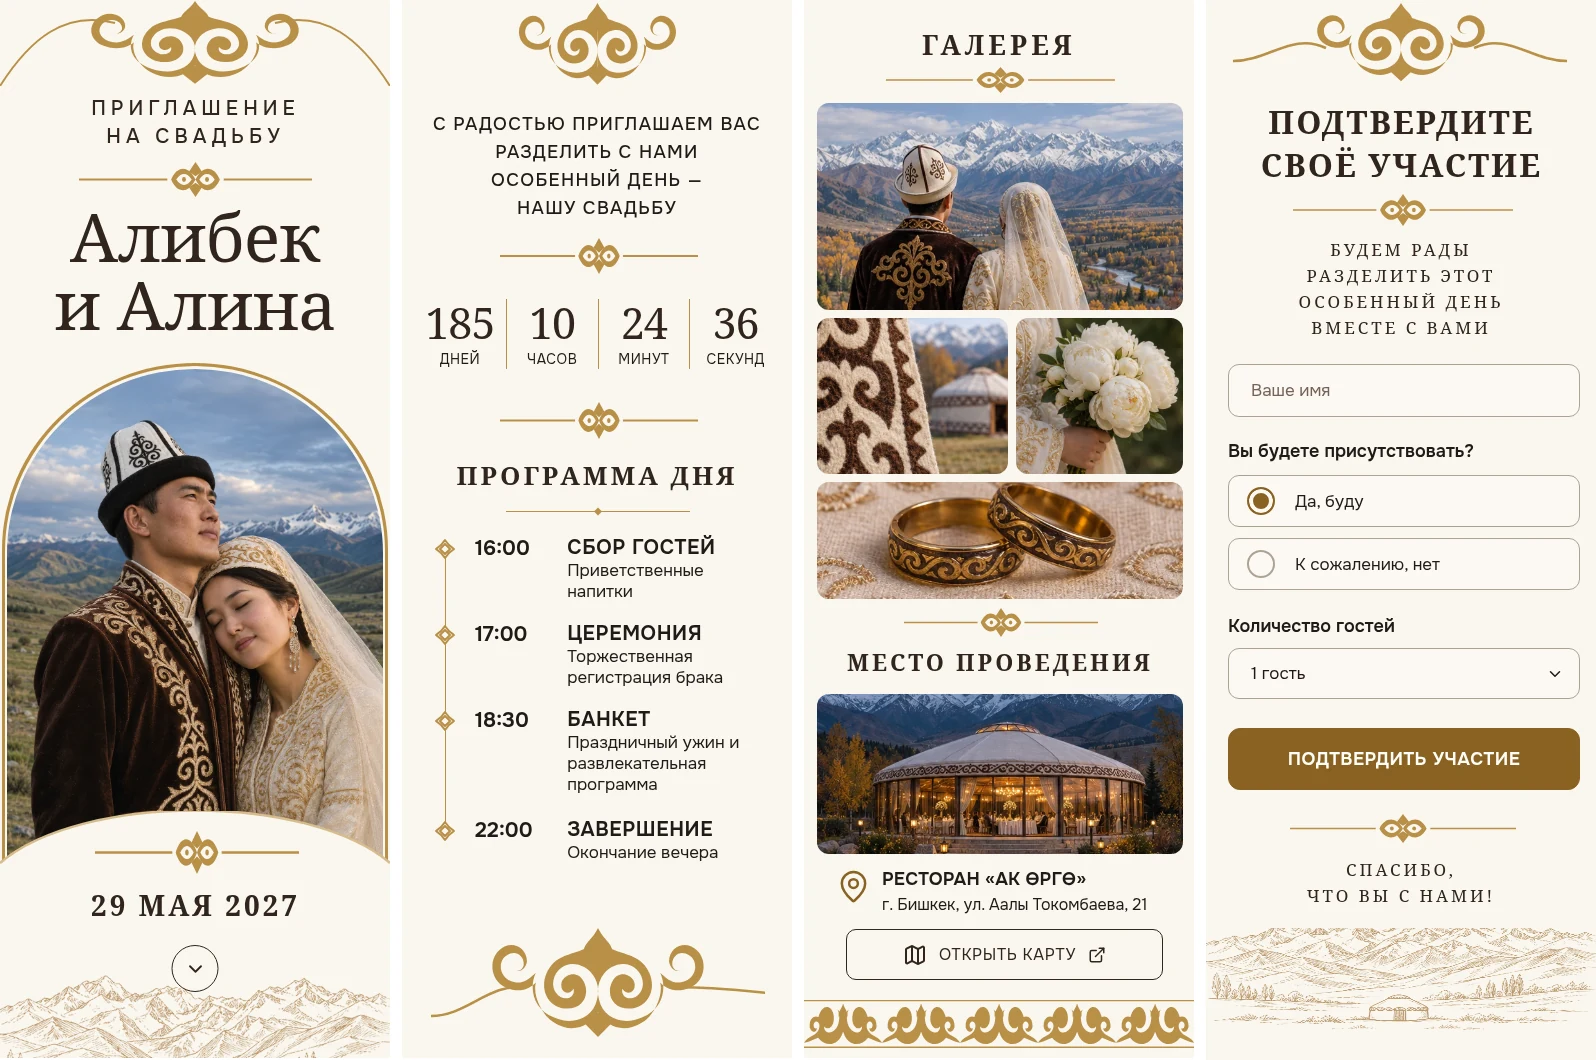 ПРИГЛАШЕНИЕ
НА СВАДЬБУ
Алибек
и Алина
29 МАЯ 2027
С РАДОСТЬЮ ПРИГЛАШАЕМ ВАС
РАЗДЕЛИТЬ С НАМИ
ОСОБЕННЫЙ ДЕНЬ –
НАШУ СВАДЬБУ
185 10 24 36
ДНЕЙ ЧАСОВ МИНУТ СЕКУНД
ПРОГРАММА ДНЯ
16:00 СБОР ГОСТЕЙ
Приветственные
напитки
17:00 ЦЕРЕМОНИЯ
Торжественная
регистрация брака
18:30 БАНКЕТ
Праздничный ужин и
развлекательная
программа
22:00 ЗАВЕРШЕНИЕ
Окончание вечера
ГАЛЕРЕЯ
МЕСТО ПРОВЕДЕНИЯ
РЕСТОРАН «АК ӨРГӨ»
г. Бишкек, ул. Аалы Токомбаева, 21
ОТКРЫТЬ КАРТУ
ПОДТВЕРДИТЕ
СВОЁ УЧАСТИЕ
БУДЕМ РАДЫ
РАЗДЕЛИТЬ ЭТОТ
ОСОБЕННЫЙ ДЕНЬ
ВМЕСТЕ С ВАМИ
Ваше имя
Вы будете присутствовать?
Да, буду
К сожалению, нет
Количество гостей
1 гость
ПОДТВЕРДИТЬ УЧАСТИЕ
СПАСИБО,
ЧТО ВЫ С НАМИ!